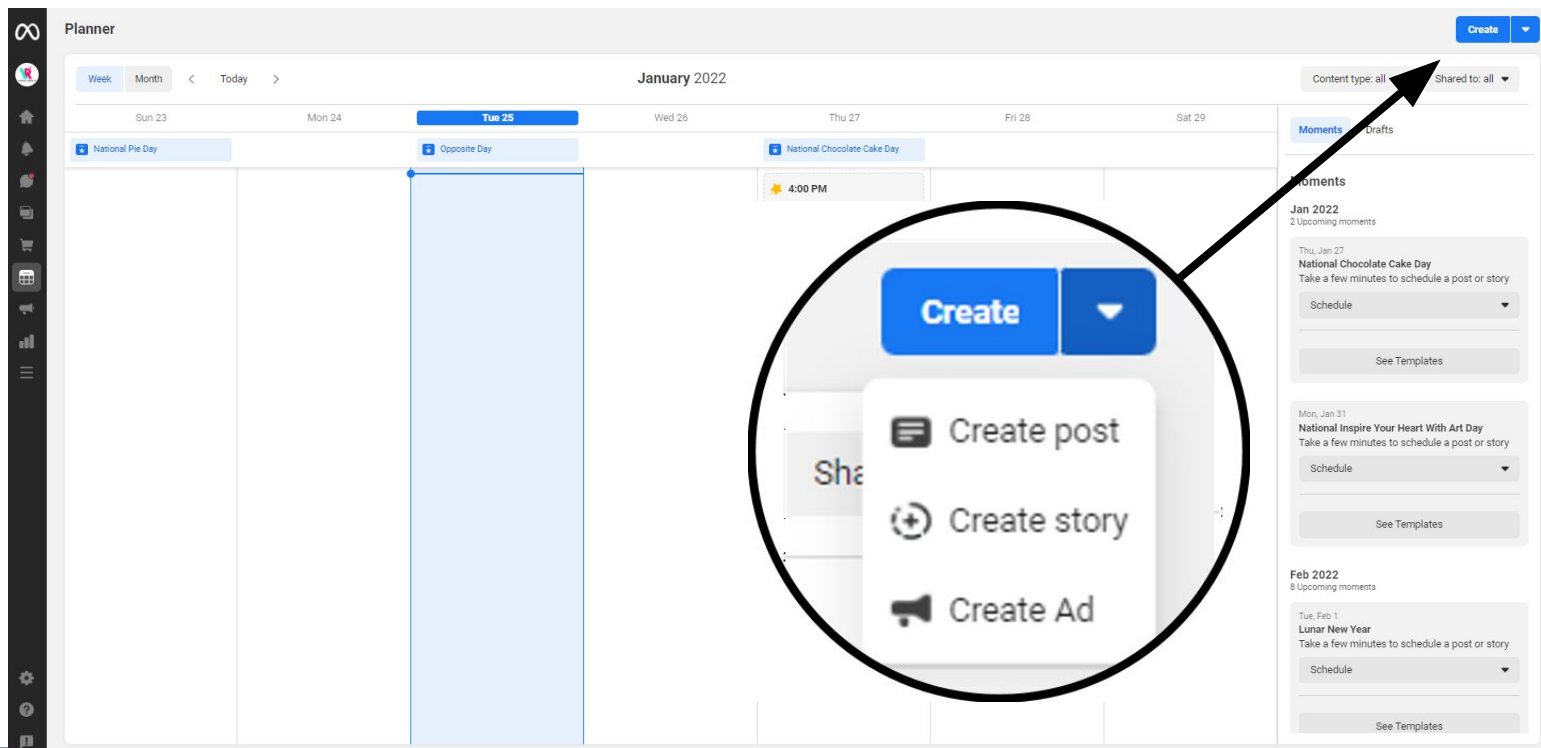 Planner
Create
Week Month Today
January 2022
Content type: all Shared to: all
Sun 23 Mon 24 Tue 25 Wed 26 Thu 27 Fri 28 Sat 29
National Pie Day
Opposite Day
National Chocolate Cake Day
4:00 PM
Create
Create post
Sha
Create story
Create Ad
Moments Drafts
Moments
Jan 2022
2 Upcoming moments
Thu, Jan 27
National Chocolate Cake Day
Take a few minutes to schedule a post or story
Schedule
See Templates
Mon, Jan 31
National Inspire Your Heart With Art Day
Take a few minutes to schedule a post or story
Schedule
See Templates
Feb 2022
8 Upcoming moments
Tue, Feb 1
Lunar New Year
Take a few minutes to schedule a post or story
Schedule
See Templates